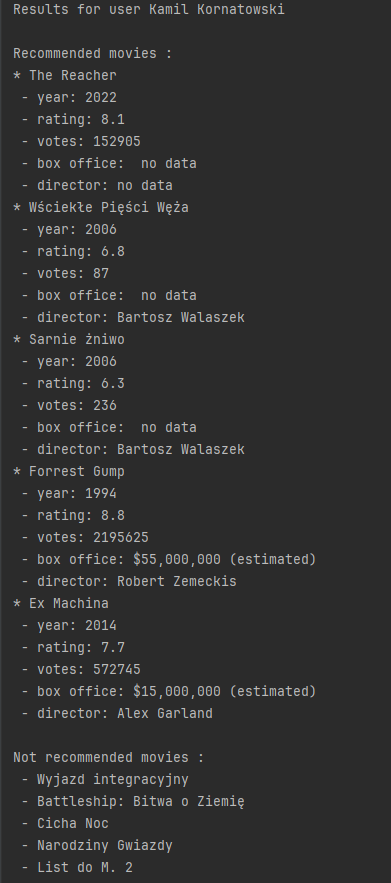 Results for user Kamil Kornatowski

Recommended movies :
* The Reacher
 - year: 2022
 - rating: 8.1
 - votes: 152905
 - box office:  no data
 - director: no data
* Wściekłe Pięści Węża
 - year: 2006
 - rating: 6.8
 - votes: 87
 - box office:  no data
 - director: Bartosz Walaszek
* Sarnie żniwo
 - year: 2006
 - rating: 6.3
 - votes: 236
 - box office:  no data
 - director: Bartosz Walaszek
* Forrest Gump
 - year: 1994
 - rating: 8.8
 - votes: 2195625
 - box office: $55,000,000 (estimated)
 - director: Robert Zemeckis
* Ex Machina
 - year: 2014
 - rating: 7.7
 - votes: 572745
 - box office: $15,000,000 (estimated)
 - director: Alex Garland

Not recommended movies :
 - Wyjazd integracyjny
 - Battleship: Bitwa o Ziemię
 - Cicha Noc
 - Narodziny Gwiazdy
 - List do M. 2